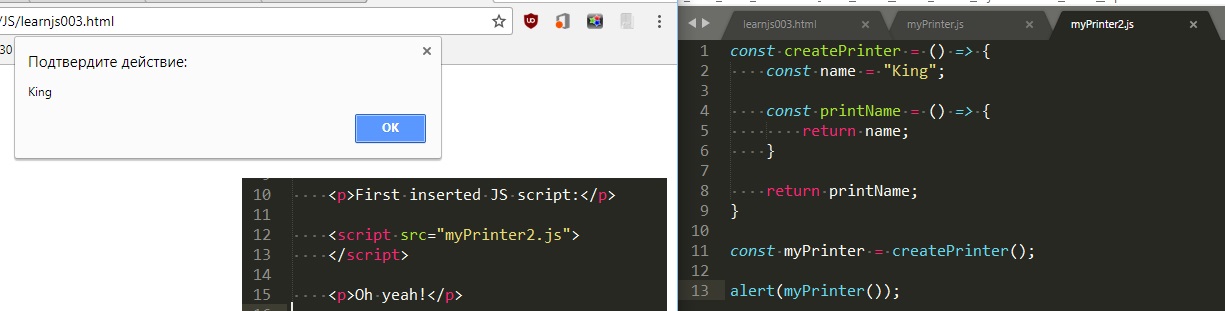 /JS/learnjs003.html
30
Подтвердите действие:
King
OK
10 <p>First inserted JS script:</p>
11
12 <script src="myPrinter2.js">
13 </script>
14
15 <p>Oh yeah!</p>
learnjs003.html myPrinter.js myPrinter2.js
1 const createPrinter = () => {
2 const name = "King";
3
4 const printName = () => {
5 return name;
6 }
7
8 return printName;
9 }
10
11 const myPrinter = createPrinter();
12
13 alert(myPrinter());